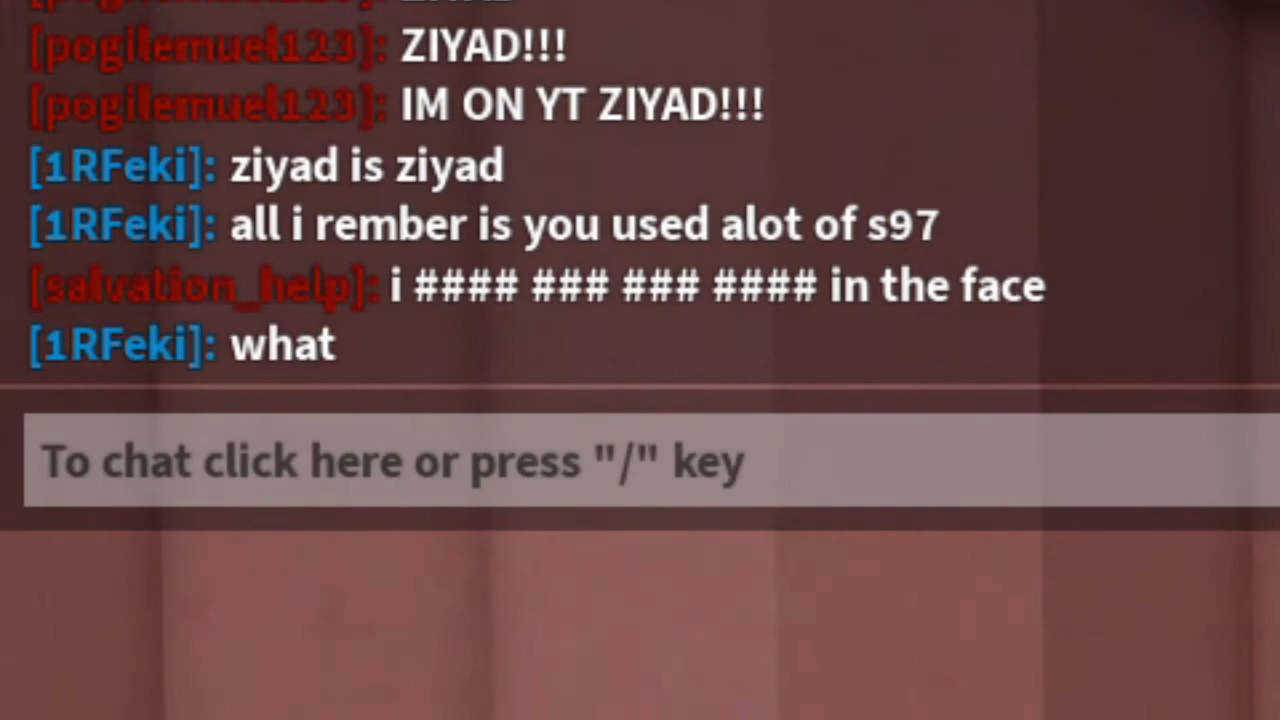 [pogilemuel123]:
[pogilemuel123]: ZIYAD!!!
[pogilemuel123]: IM ON YT ZIYAD!!!
[1RFeki]: ziyad is ziyad
[1RFeki]: all i rember is you used alot of s97
[salvation_help]: i #### ### ### #### in the face
[1RFeki]: what
To chat click here or press "/" key